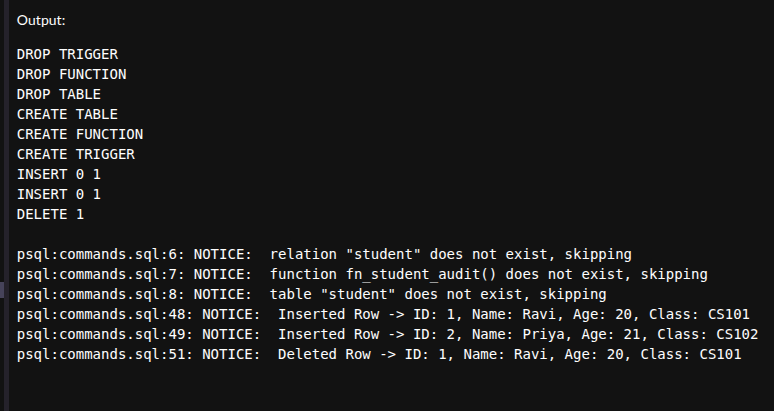 Output:
DROP TRIGGER
DROP FUNCTION
DROP TABLE
CREATE TABLE
CREATE FUNCTION
CREATE TRIGGER
INSERT 0 1
INSERT 0 1
DELETE 1
psql:commands.sql:6: NOTICE:  relation "student" does not exist, skipping
psql:commands.sql:7: NOTICE:  function fn_student_audit() does not exist, skipping
psql:commands.sql:8: NOTICE:  table "student" does not exist, skipping
psql:commands.sql:48: NOTICE:  Inserted Row -> ID: 1, Name: Ravi, Age: 20, Class: CS101
psql:commands.sql:49: NOTICE:  Inserted Row -> ID: 2, Name: Priya, Age: 21, Class: CS102
psql:commands.sql:51: NOTICE:  Deleted Row -> ID: 1, Name: Ravi, Age: 20, Class: CS101